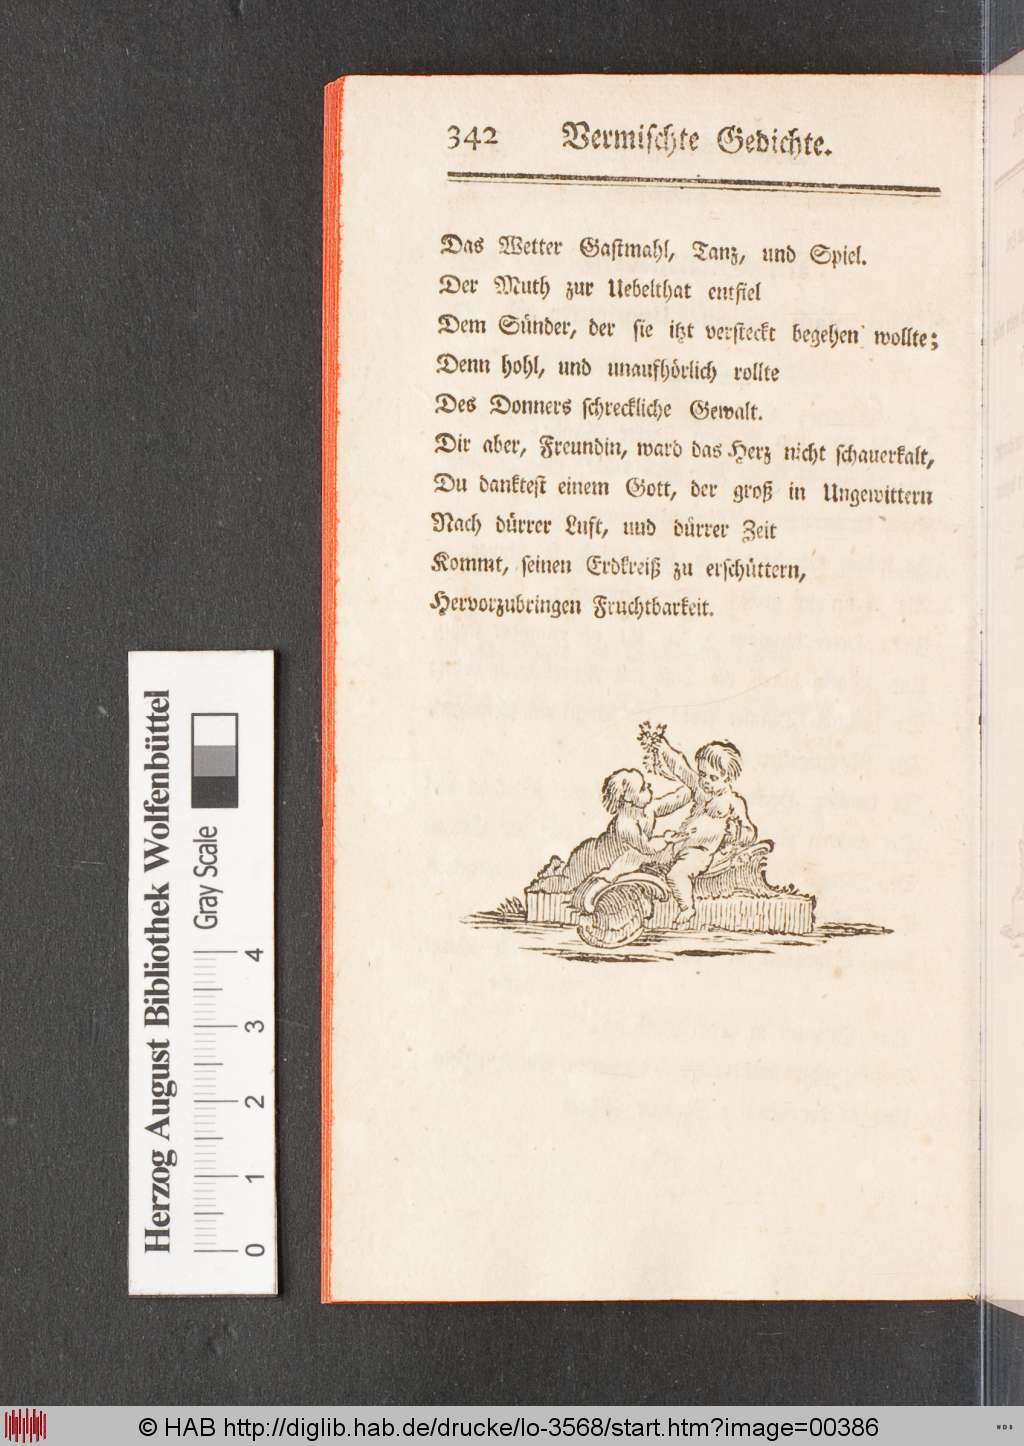 342 Vermischte Gedichte.
Das Wetter Gastmahl, Tanz, und Spiel.
Der Muth zur Uebelthat entfiel
Dem Sünder, der sie itzt versteckt begehen wollte;
Denn hohl, und unaufhörlich rollte
Des Donners schreckliche Gewalt.
Dir aber, Freundin, ward das Herz nicht schauerkalt,
Du danktest einem Gott, der groß in Ungewittern
Nach dürrer Luft, und dürrer Zeit
Kommt, seinen Erdkreiß zu erschüttern,
Hervorzubringen Fruchtbarkeit.
Herzog August Bibliothek Wolfenbüttel
Gray Scale
0 1 2 3 4
© HAB http://diglib.hab.de/drucke/lo-3568/start.htm?image=00386